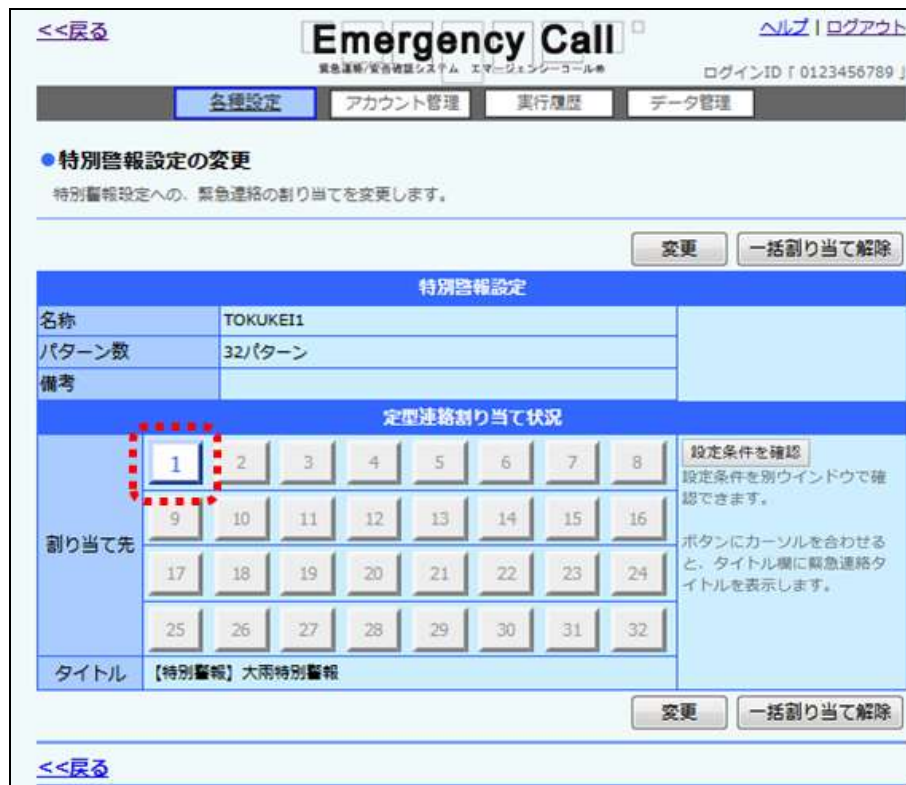 <<戻る
Emergency Call
ヘルプ | ログアウト
緊急連絡/安否確認システム エマージェンシーコール®
ログインID「0123456789」
各種設定 アカウント管理 実行履歴 データ管理
●特別警報設定の変更
特別警報設定への、緊急連絡の割り当てを変更します。
変更 一括割り当て解除
特別警報設定
名称 TOKUKEI1
パターン数 32パターン
備考
定型連絡割り当て状況
割り当て先
1 2 3 4 5 6 7 8
9 10 11 12 13 14 15 16
17 18 19 20 21 22 23 24
25 26 27 28 29 30 31 32
設定条件を確認
設定条件を別ウインドウで確
認できます。
ボタンにカーソルを合わせる
と、タイトル欄に緊急連絡タ
イトルを表示します。
タイトル 【特別警報】大雨特別警報
変更 一括割り当て解除
<<戻る